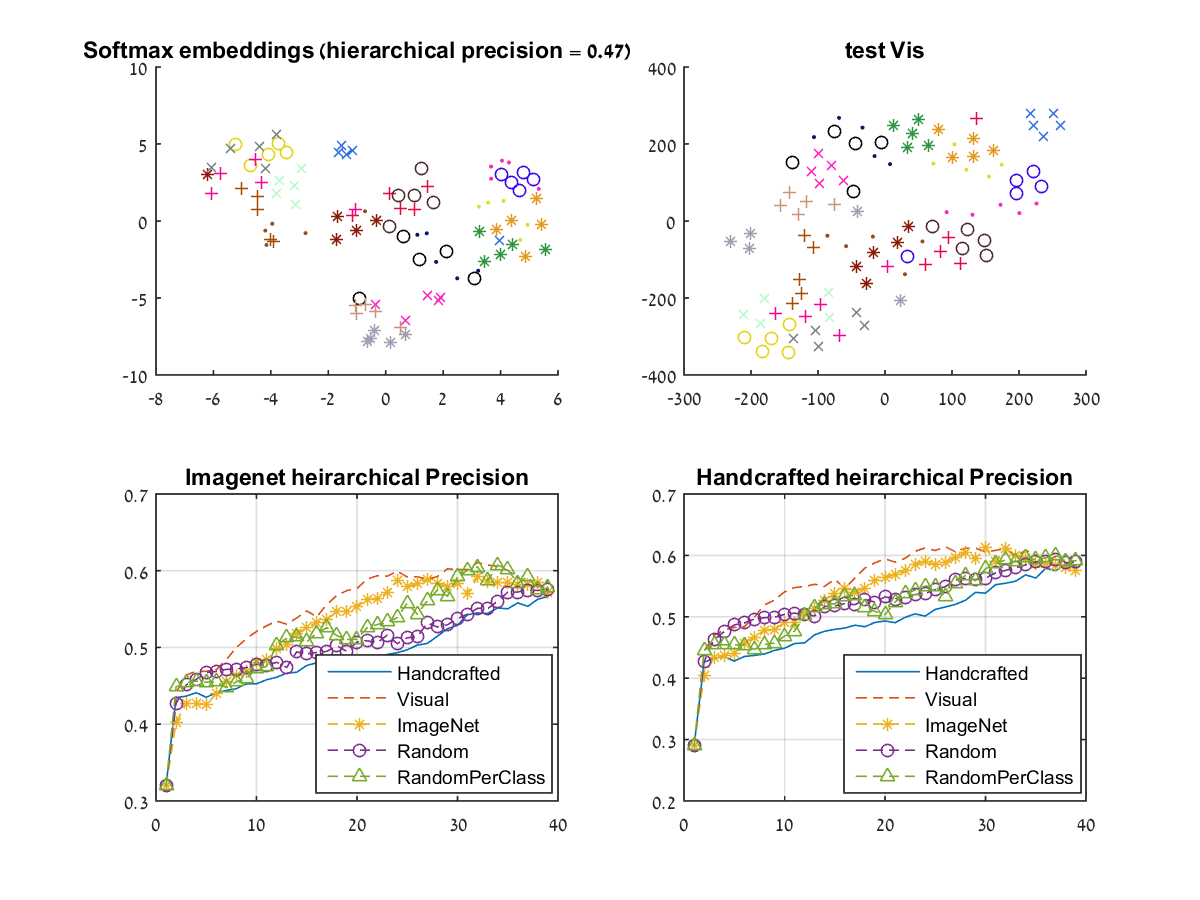 Softmax embeddings (hierarchical precision = 0.47)
10
5
0
-5
-10
-8 -6 -4 -2 0 2 4 6
test Vis
400
200
0
-200
-400
-300 -200 -100 0 100 200 300
Imagenet heirarchical Precision
0.7
0.6
0.5
0.4
0.3
0 10 20 30 40
Handcrafted
Visual
ImageNet
Random
RandomPerClass
Handcrafted heirarchical Precision
0.7
0.6
0.5
0.4
0.3
0.2
0 10 20 30 40
Handcrafted
Visual
ImageNet
Random
RandomPerClass